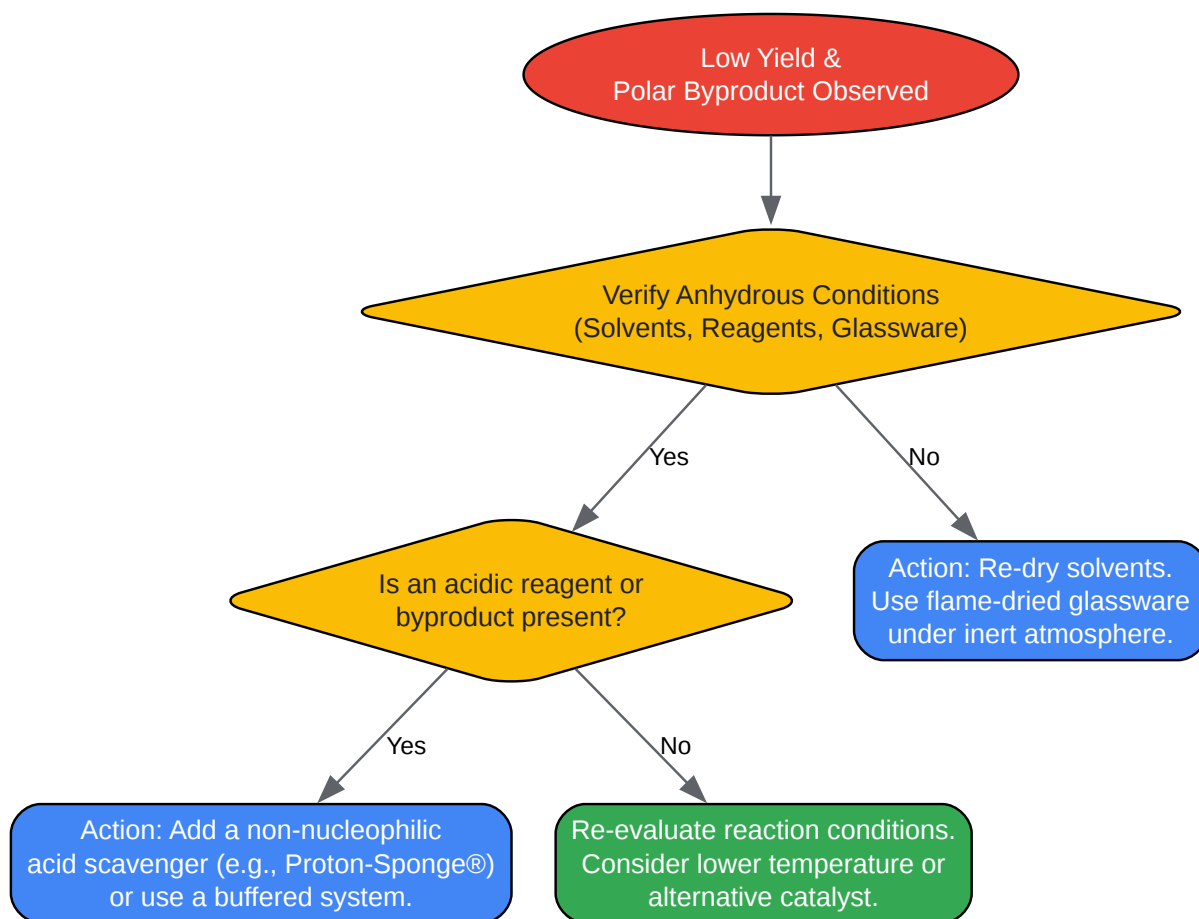 Low Yield &
Polar Byproduct Observed
Verify Anhydrous Conditions
(Solvents, Reagents, Glassware)
Yes
No
Is an acidic reagent or
byproduct present?
Action: Re-dry solvents.
Use flame-dried glassware
under inert atmosphere.
Yes
No
Action: Add a non-nucleophilic
acid scavenger (e.g., Proton-Sponge®)
or use a buffered system.
Re-evaluate reaction conditions.
Consider lower temperature or
alternative catalyst.